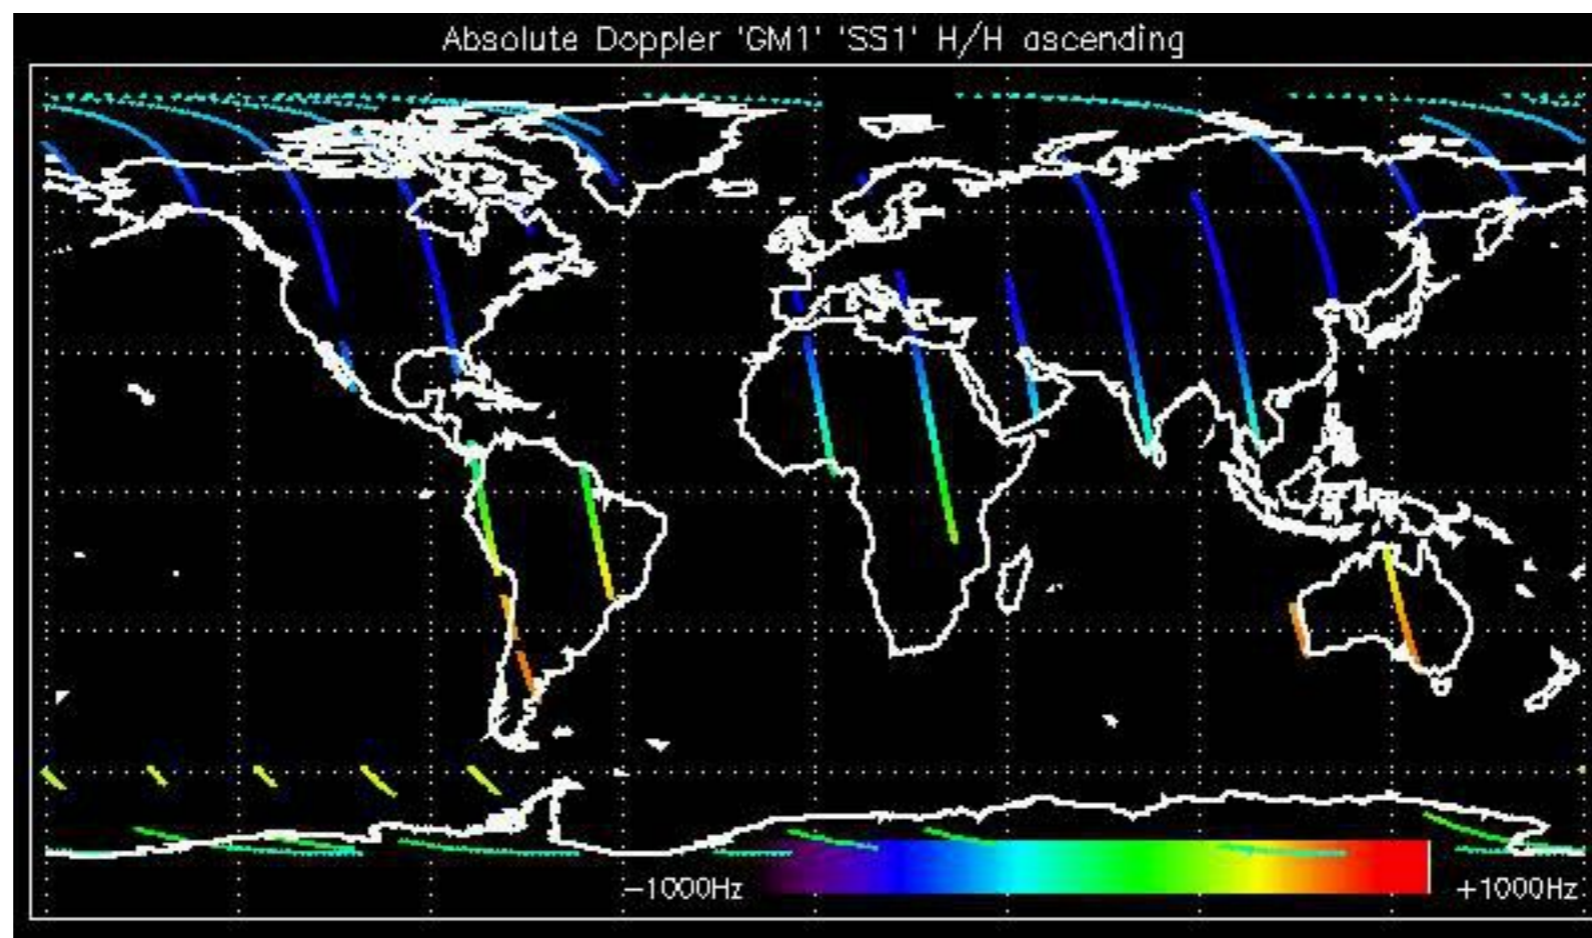 Absolute Doppler 'GM1' 'SS1' H/H ascending
−1000Hz +1000Hz